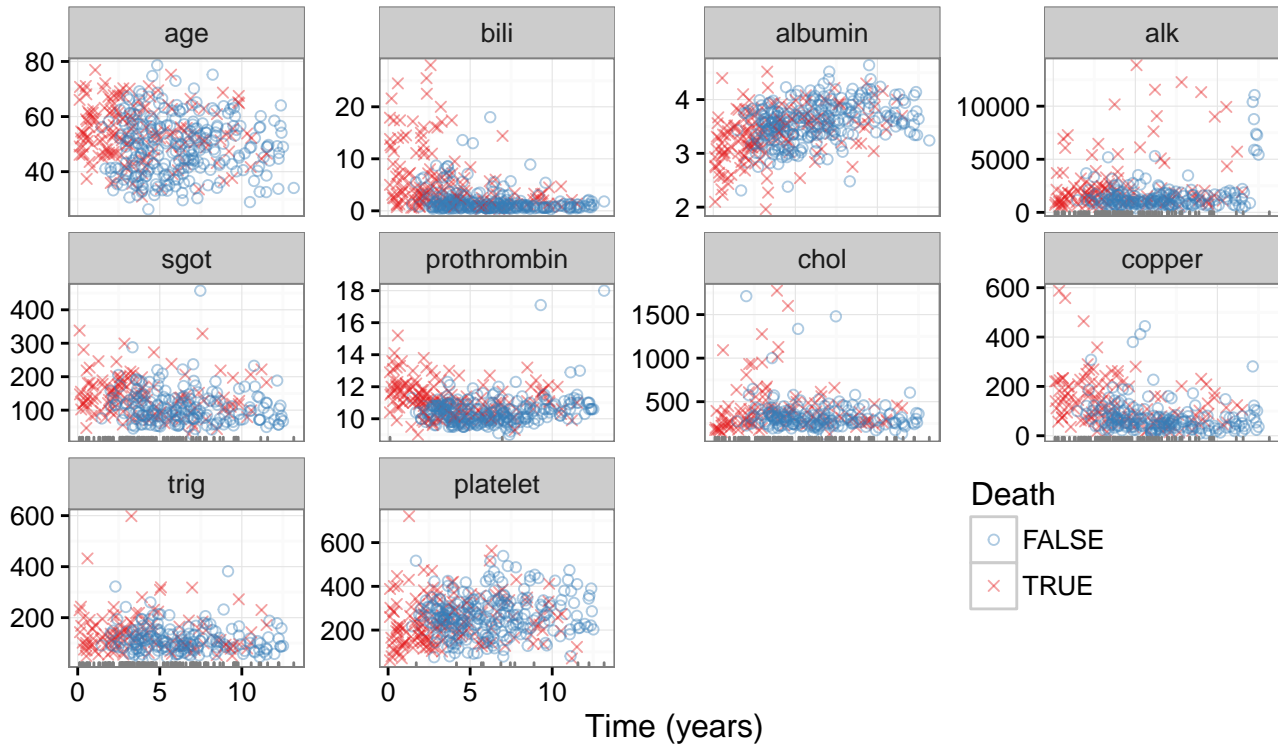 age
bili
albumin
alk
80
60
40
20
10
0
4
3
2
10000
5000
0
sgot
prothrombin
chol
copper
400
300
200
100
18
16
14
12
10
1500
1000
500
600
400
200
0
trig
platelet
600
400
200
600
400
200
0
5
10
0
5
10
Time (years)
Death
FALSE
TRUE